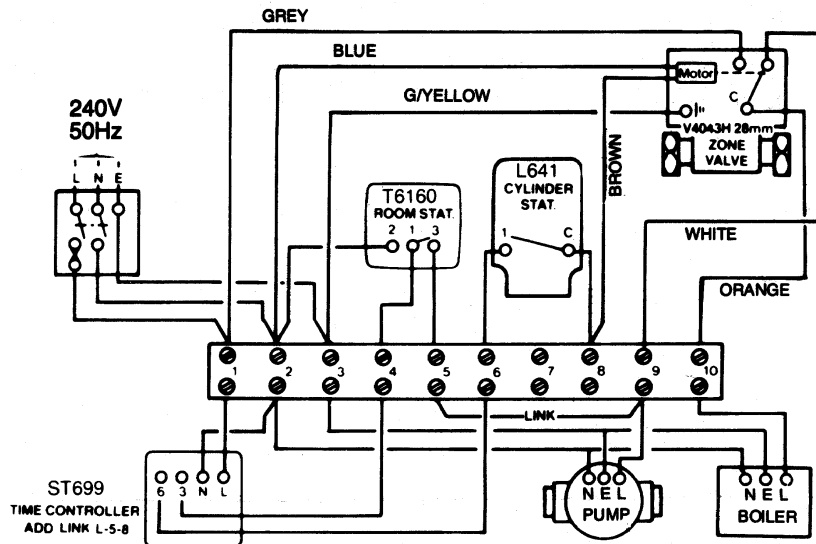 GREY
BLUE
G/YELLOW
240V
50Hz
L N E
Motor
C
V4043H 28mm
ZONE
VALVE
BROWN
L641
CYLINDER
STAT.
1 C
T6160
ROOM STAT.
2 1 3
WHITE
ORANGE
1 2 3 4 5 6 7 8 9 10
LINK
ST699
TIME CONTROLLER
ADD LINK L-5-8
6 3 N L
N E L
PUMP
N E L
BOILER